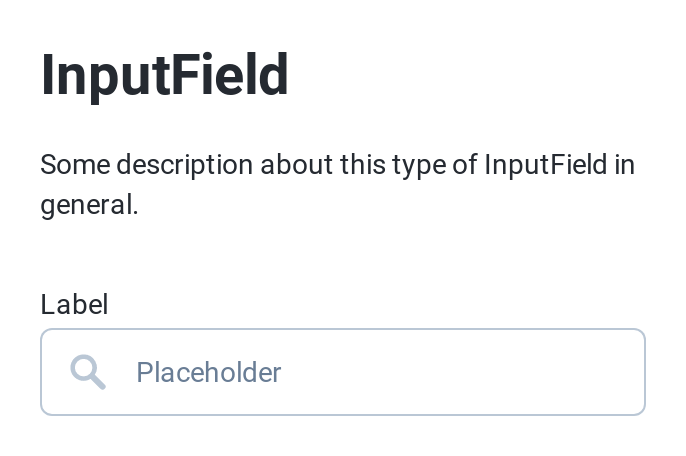 InputField
Some description about this type of InputField in
general.
Label
Placeholder